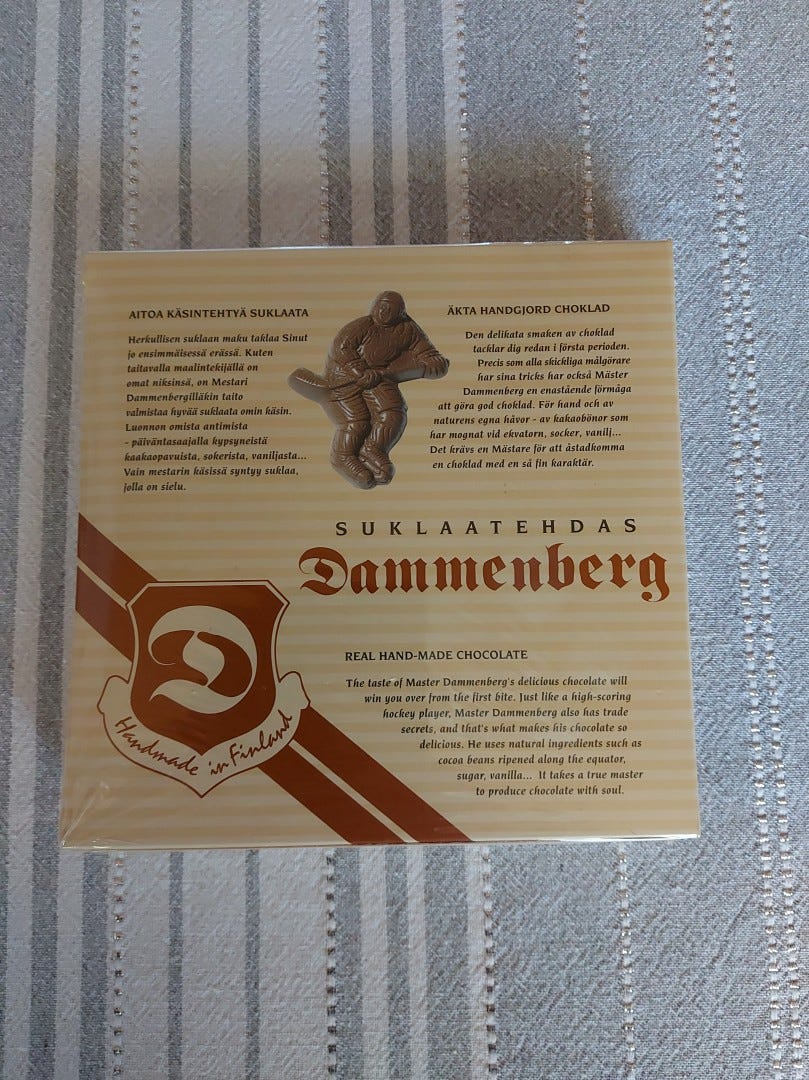 AITOA KÄSINTEHTYÄ SUKLAATA
Herkullisen suklaan maku taklaa Sinut
jo ensimmäisessä erässä. Kuten
taitavalla maalintekijällä on
omat niksinsä, on Mestari
Dammenbergilläkin taito
valmistaa hyvää suklaata omin käsin.
Luonnon omista antimista
- päiväntasaajalla kypsyneistä
kaakaopavuista, sokerista, vaniljasta...
Vain mestarin käsissä syntyy suklaa,
jolla on sielu.
ÄKTA HANDGJORD CHOKLAD
Den delikata smaken av choklad
tacklar dig redan i första perioden.
Precis som alla skickliga målgörare
har sina tricks har också Mäster
Dammenberg en enastående förmåga
att göra god choklad. För hand och av
naturens egna håvor - av kakaobönor som
har mognat vid ekvatorn, socker, vanilj...
Det krävs en Mästare för att åstadkomma
en choklad med en så fin karaktär.
SUKLAATEHDAS
Dammenberg
D
Handmade in Finland
REAL HAND-MADE CHOCOLATE
The taste of Master Dammenberg's delicious chocolate will
win you over from the first bite. Just like a high-scoring
hockey player, Master Dammenberg also has trade
secrets, and that's what makes his chocolate so
delicious. He uses natural ingredients such as
cocoa beans ripened along the equator,
sugar, vanilla... It takes a true master
to produce chocolate with soul.